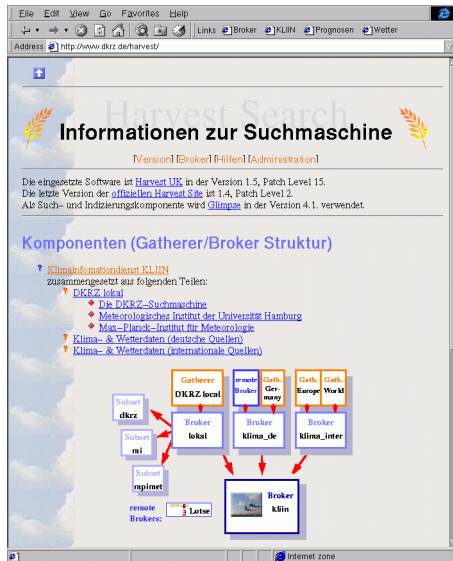 File Edit View Go Favorites Help
Links Broker KLIIN Prognosen Wetter
Address http://www.dkrz.de/harvest/
Harvest Search
Informationen zur Suchmaschine
[Version] [Broker] [Hilfen] [Administration]
Die eingesetzte Software ist Harvest UK in der Version 1.5, Patch Level 15.
Die letzte Version der offiziellen Harvest Site ist 1.4, Patch Level 2.
Als Such- und Indizierungskomponente wird Glimpse in der Version 4.1. verwendet.
Komponenten (Gatherer/Broker Struktur)
Klimainfomationdienst KLIIN
zusammengesetzt aus folgenden Teilen:
DKRZ lokal
Die DKRZ-Suchmaschine
Meteorologisches Institut der Universität Hamburg
Max-Planck-Institut für Meteorologie
Klima- & Wetterdaten (deutsche Quellen)
Klima- & Wetterdaten (internationale Quellen)
Gatherer
DKRZ local
remote
Broker
Gath.
Ger-
many
Gath.
Europe
Gath.
World
Subset
dkrz
Broker
lokal
Broker
klima_de
Broker
klima_inter
Subset
mi
Subset
mpimet
remote
Brokers:
Lotse
Broker
kliin
Internet zone